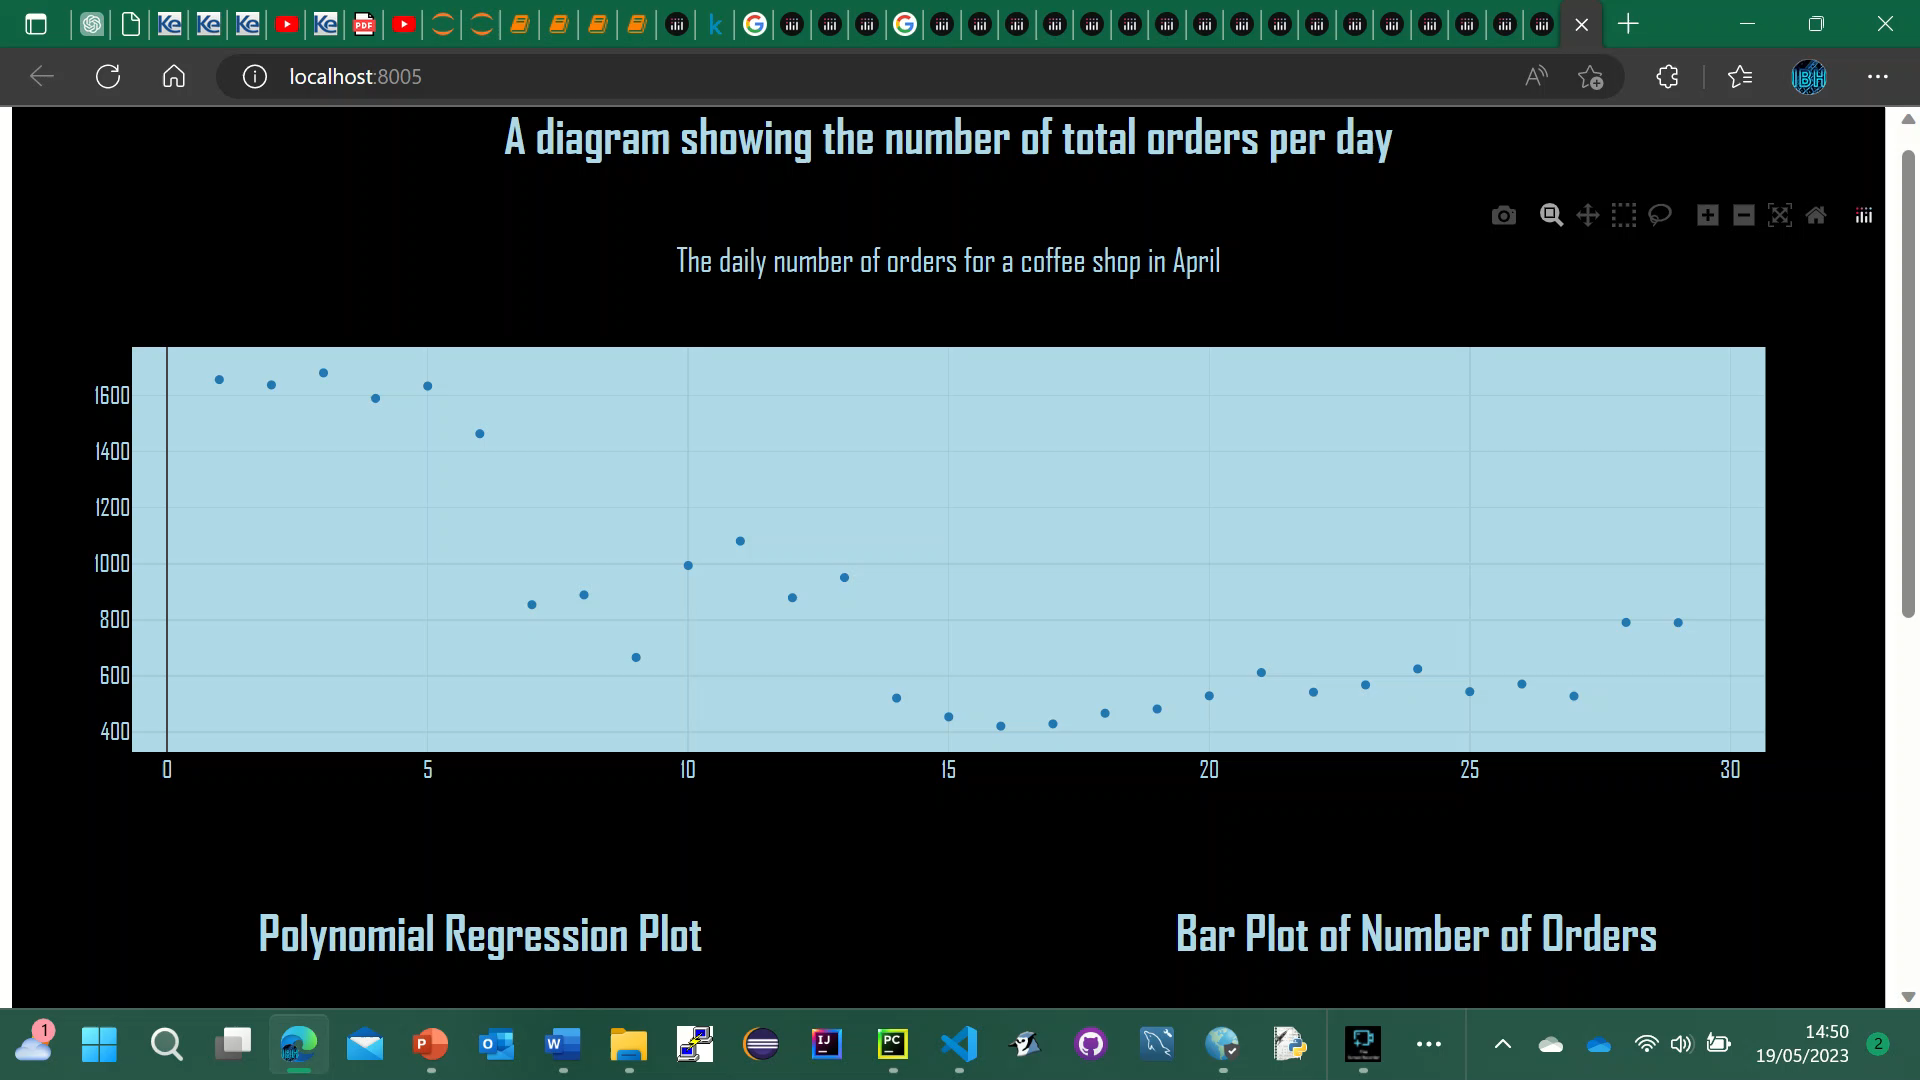 localhost:8005
A diagram showing the number of total orders per day
The daily number of orders for a coffee shop in April
1600
1400
1200
1000
800
600
400
0 5 10 15 20 25 30
Polynomial Regression Plot
Bar Plot of Number of Orders
14:50
19/05/2023
1
2